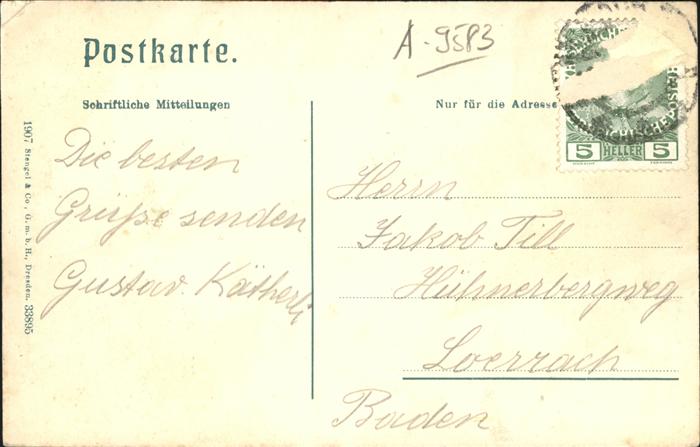 Postkarte.
A-9583
Schriftliche Mitteilungen
Nur für die Adresse
5 HELLER 5
1907 Stengel & Co., G. m. b. H., Dresden. 33895
Die besten
Grüße senden
Gustav. Kätherli
Herrn
Jakob Till
Hühnerbergweg
Loerrach
Baden